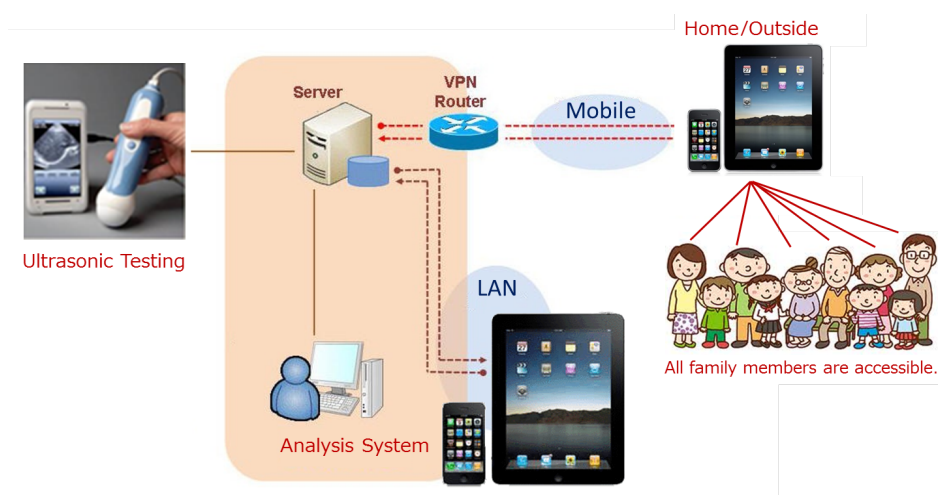 Home/Outside
Server
VPN
Router
Mobile
Ultrasonic Testing
LAN
All family members are accessible.
Analysis System